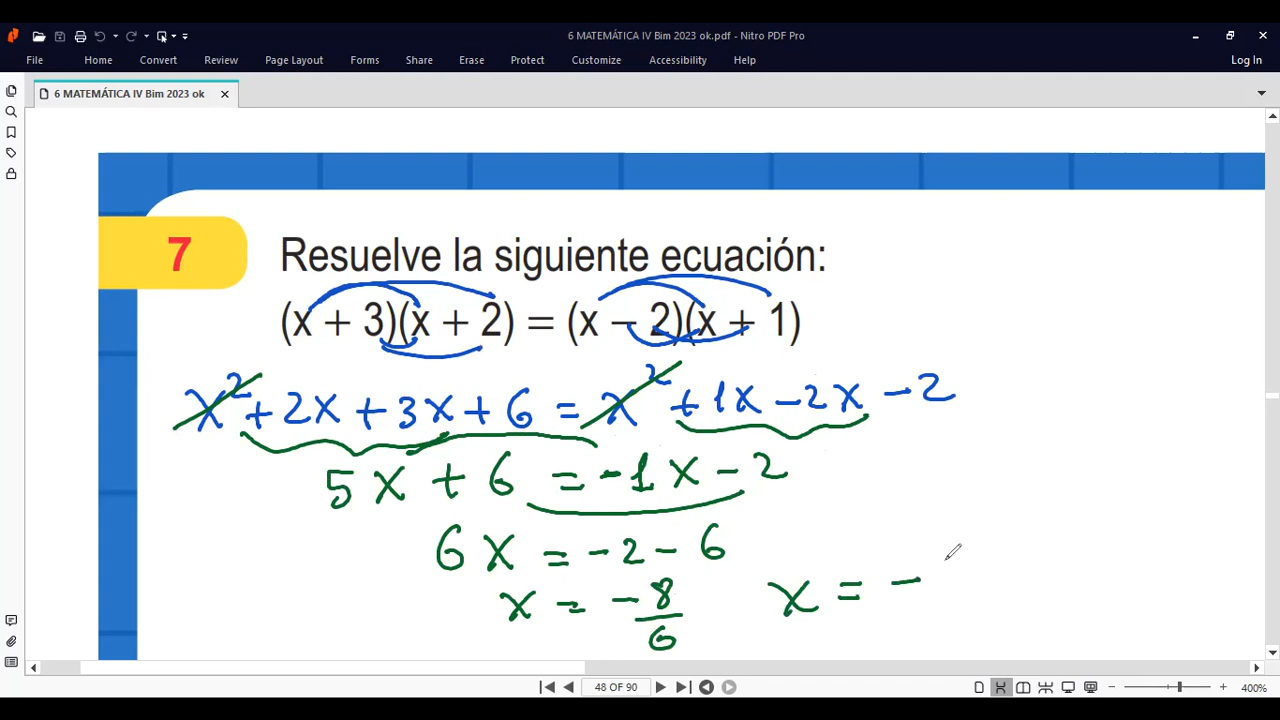 6 MATEMÁTICA IV Bim 2023 ok.pdf - Nitro PDF Pro
File Home Convert Review Page Layout Forms Share Erase Protect Customize Accessibility Help Log In
6 MATEMÁTICA IV Bim 2023 ok
7 Resuelve la siguiente ecuación:
(x + 3)(x + 2) = (x – 2)(x + 1)
x² + 2x + 3x + 6 = x² + 1x - 2x - 2
5x + 6 = -1x - 2
6x = -2 - 6
x = -8/6 x = -
48 OF 90 400%